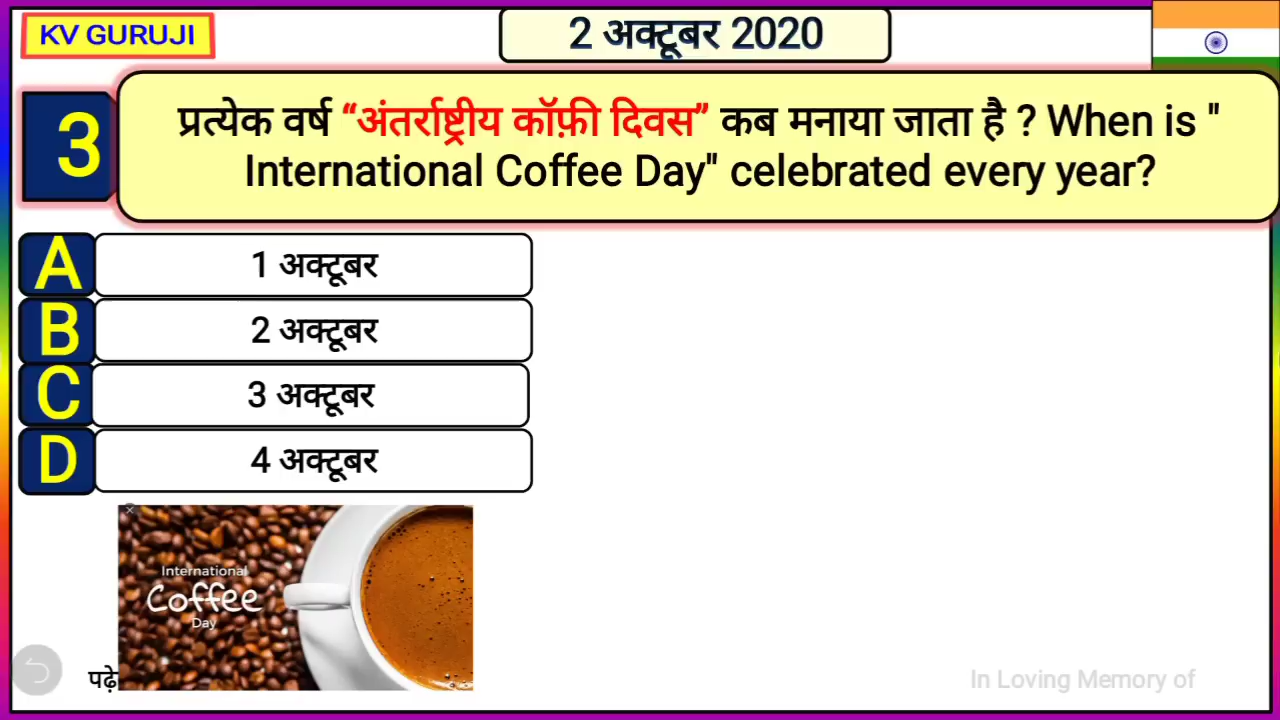 KV GURUJI
2 अक्टूबर 2020
3
प्रत्येक वर्ष “अंतर्राष्ट्रीय कॉफ़ी दिवस” कब मनाया जाता है ? When is "
International Coffee Day" celebrated every year?
A
1 अक्टूबर
B
2 अक्टूबर
C
3 अक्टूबर
D
4 अक्टूबर
International
Coffee
Day
पढ़े
In Loving Memory of